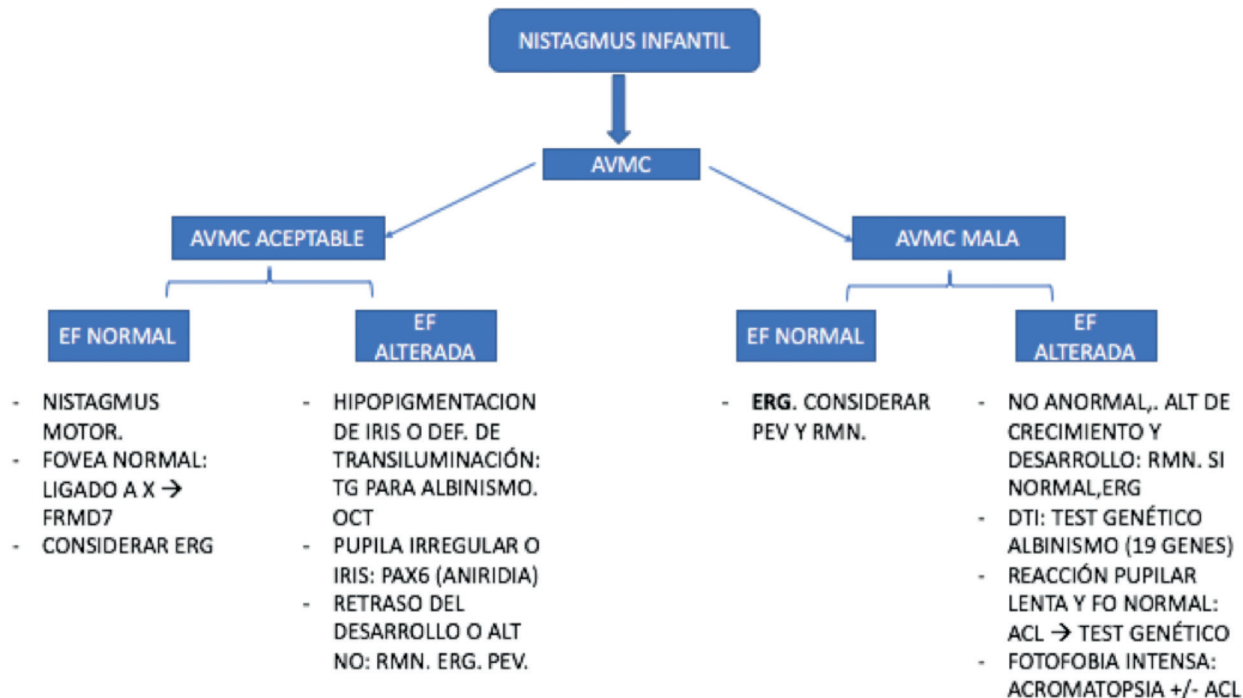 NISTAGMUS INFANTIL
AVMC
AVMC ACEPTABLE
AVMC MALA
EF NORMAL
EF
ALTERADA
EF NORMAL
EF
ALTERADA
- NISTAGMUS
MOTOR.
- FOVEA NORMAL:
LIGADO A X →
FRMD7
- CONSIDERAR ERG
- HIPOPIGMENTACION
DE IRIS O DEF. DE
TRANSILUMINACIÓN:
TG PARA ALBINISMO.
OCT
- PUPILA IRREGULAR O
IRIS: PAX6 (ANIRIDIA)
- RETRASO DEL
DESARROLLO O ALT
NO: RMN. ERG. PEV.
- ERG. CONSIDERAR
PEV Y RMN.
- NO ANORMAL,. ALT DE
CRECIMIENTO Y
DESARROLLO: RMN. SI
NORMAL,ERG
- DTI: TEST GENÉTICO
ALBINISMO (19 GENES)
- REACCIÓN PUPILAR
LENTA Y FO NORMAL:
ACL → TEST GENÉTICO
- FOTOFOBIA INTENSA:
ACROMATOPSIA +/- ACL